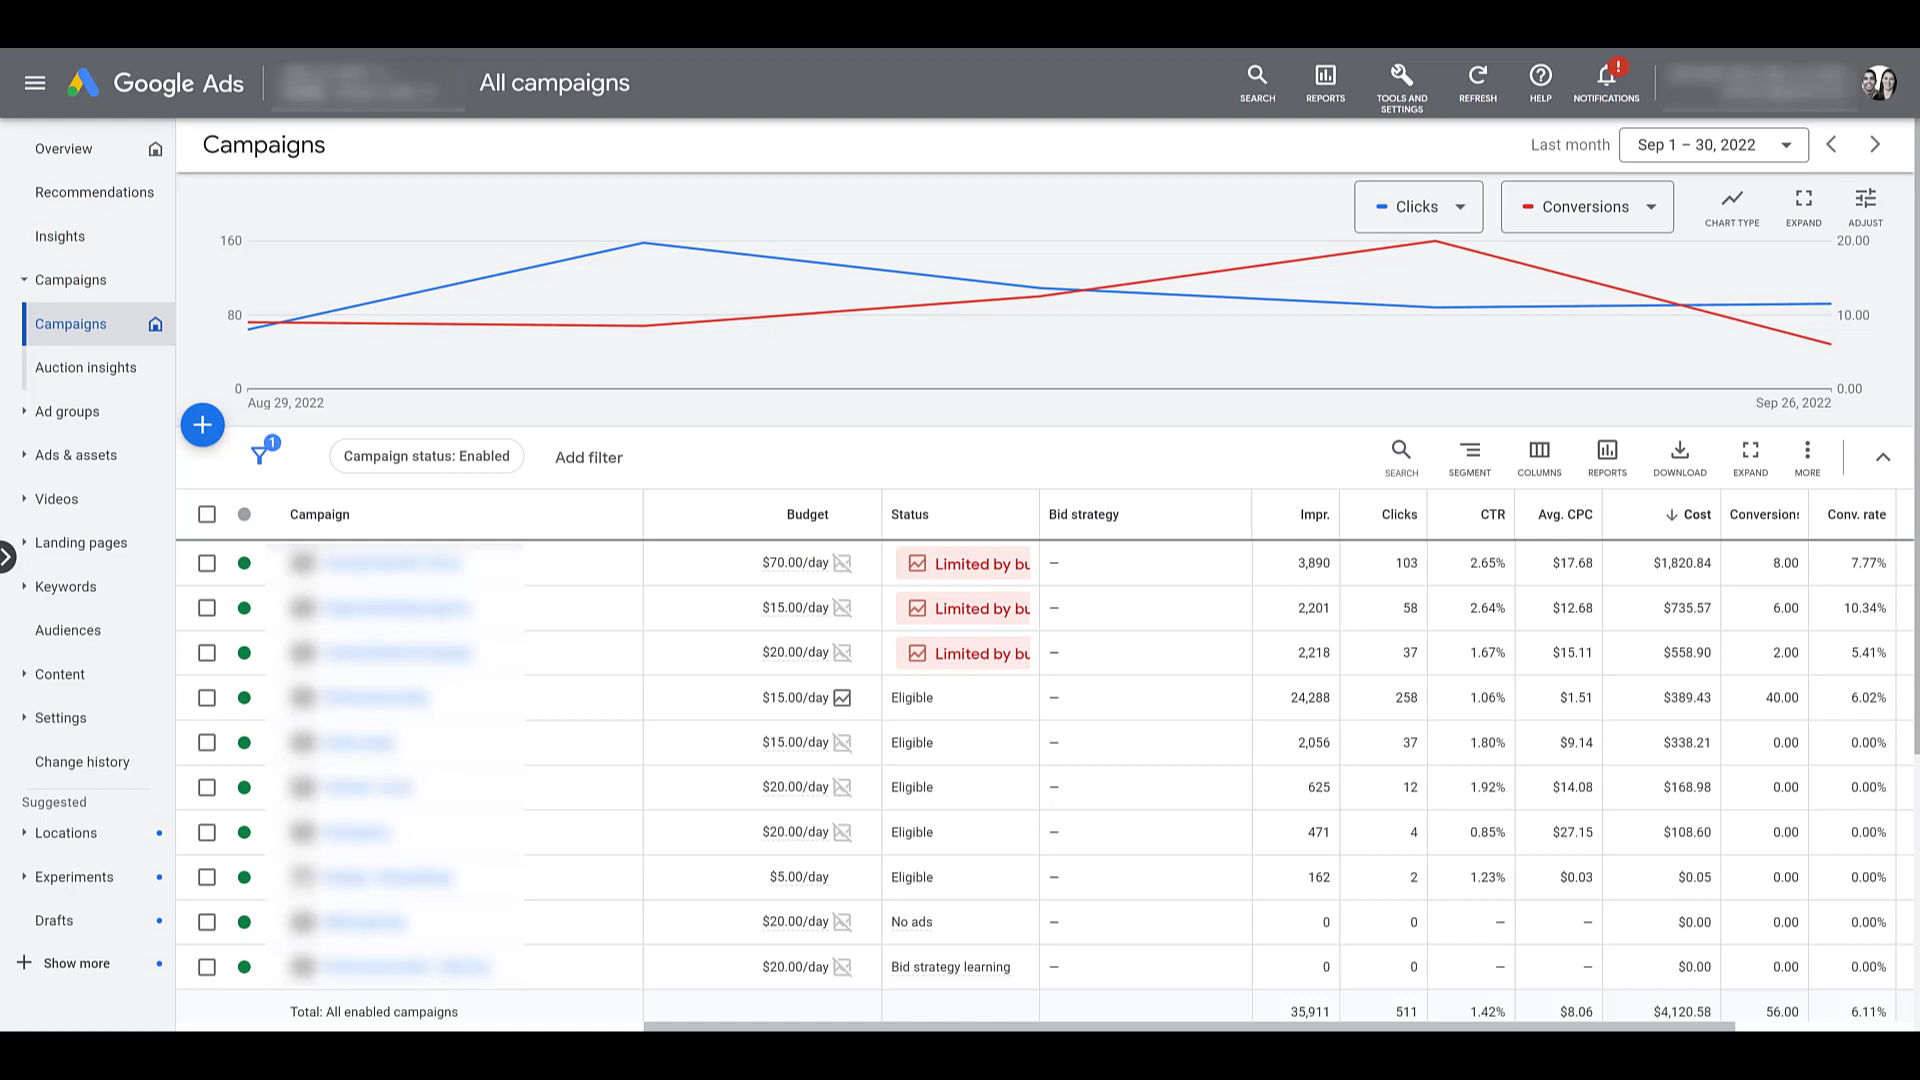 Google Ads
All campaigns
SEARCH
REPORTS
TOOLS AND SETTINGS
REFRESH
HELP
!
NOTIFICATIONS
Overview
Recommendations
Insights
Campaigns
Campaigns
Auction insights
Ad groups
Ads & assets
Videos
Landing pages
Keywords
Audiences
Content
Settings
Change history
Suggested
Locations
Experiments
Drafts
Show more
Campaigns
Last month
Sep 1 – 30, 2022
Clicks
Conversions
CHART TYPE
EXPAND
ADJUST
160
80
0
20.00
10.00
0.00
Aug 29, 2022
Sep 26, 2022
1
Campaign status: Enabled
Add filter
SEARCH
SEGMENT
COLUMNS
REPORTS
DOWNLOAD
EXPAND
MORE
Campaign Budget Status Bid strategy Impr. Clicks CTR Avg. CPC Cost Conversions Conv. rate
$70.00/day Limited by bu — 3,890 103 2.65% $17.68 $1,820.84 8.00 7.77%
$15.00/day Limited by bu — 2,201 58 2.64% $12.68 $735.57 6.00 10.34%
$20.00/day Limited by bu — 2,218 37 1.67% $15.11 $558.90 2.00 5.41%
$15.00/day Eligible — 24,288 258 1.06% $1.51 $389.43 40.00 6.02%
$15.00/day Eligible — 2,056 37 1.80% $9.14 $338.21 0.00 0.00%
$20.00/day Eligible — 625 12 1.92% $14.08 $168.98 0.00 0.00%
$20.00/day Eligible — 471 4 0.85% $27.15 $108.60 0.00 0.00%
$5.00/day Eligible — 162 2 1.23% $0.03 $0.05 0.00 0.00%
$20.00/day No ads — 0 0 — — $0.00 0.00 0.00%
$20.00/day Bid strategy learning — 0 0 — — $0.00 0.00 0.00%
Total: All enabled campaigns 35,911 511 1.42% $8.06 $4,120.58 56.00 6.11%